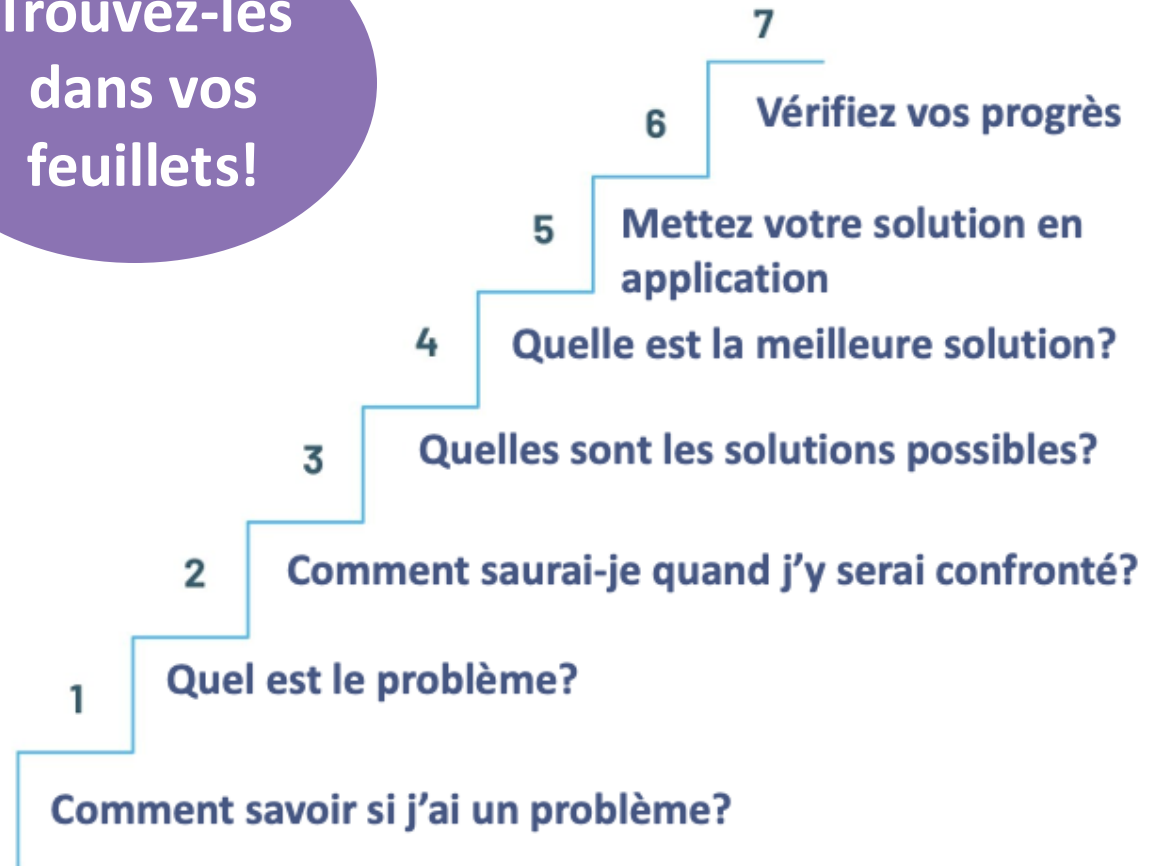 Trouvez-les
dans vos
feuillets!
7
Vérifiez vos progrès
6
Mettez votre solution en
application
5
Quelle est la meilleure solution?
4
Quelles sont les solutions possibles?
3
Comment saurai-je quand j'y serai confronté?
2
Quel est le problème?
1
Comment savoir si j'ai un problème?